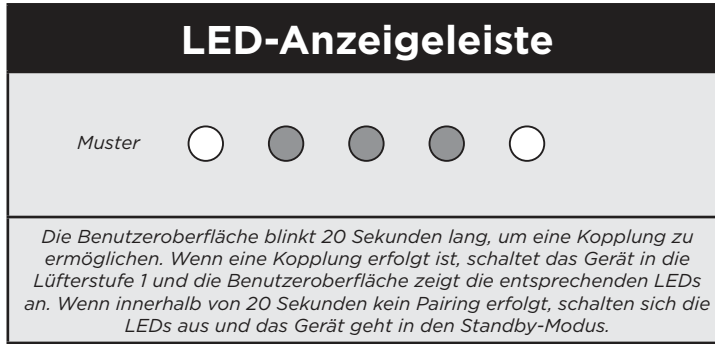 LED-Anzeigeleiste
Muster
Die Benutzeroberfläche blinkt 20 Sekunden lang, um eine Kopplung zu
ermöglichen. Wenn eine Kopplung erfolgt ist, schaltet das Gerät in die
Lüfterstufe 1 und die Benutzeroberfläche zeigt die entsprechenden LEDs
an. Wenn innerhalb von 20 Sekunden kein Pairing erfolgt, schalten sich die
LEDs aus und das Gerät geht in den Standby-Modus.